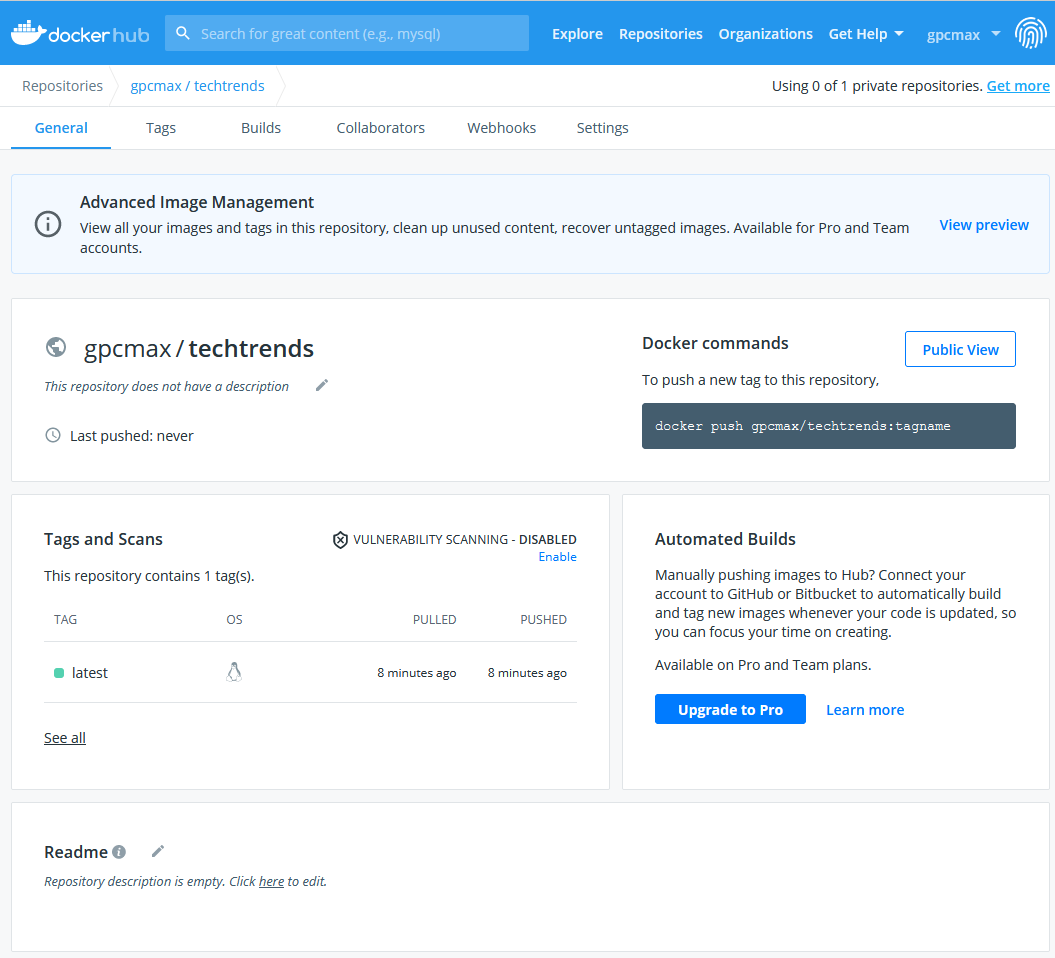 dockerhub
Search for great content (e.g., mysql)
Explore Repositories Organizations Get Help gpcmax
Repositories gpcmax / techtrends
Using 0 of 1 private repositories. Get more
General Tags Builds Collaborators Webhooks Settings
Advanced Image Management
View all your images and tags in this repository, clean up unused content, recover untagged images. Available for Pro and Team
accounts.
View preview
gpcmax / techtrends
This repository does not have a description
Last pushed: never
Docker commands
Public View
To push a new tag to this repository,
docker push gpcmax/techtrends:tagname
Tags and Scans
VULNERABILITY SCANNING - DISABLED
Enable
This repository contains 1 tag(s).
TAG OS PULLED PUSHED
latest 8 minutes ago 8 minutes ago
See all
Automated Builds
Manually pushing images to Hub? Connect your
account to GitHub or Bitbucket to automatically build
and tag new images whenever your code is updated, so
you can focus your time on creating.
Available on Pro and Team plans.
Upgrade to Pro Learn more
Readme
Repository description is empty. Click here to edit.